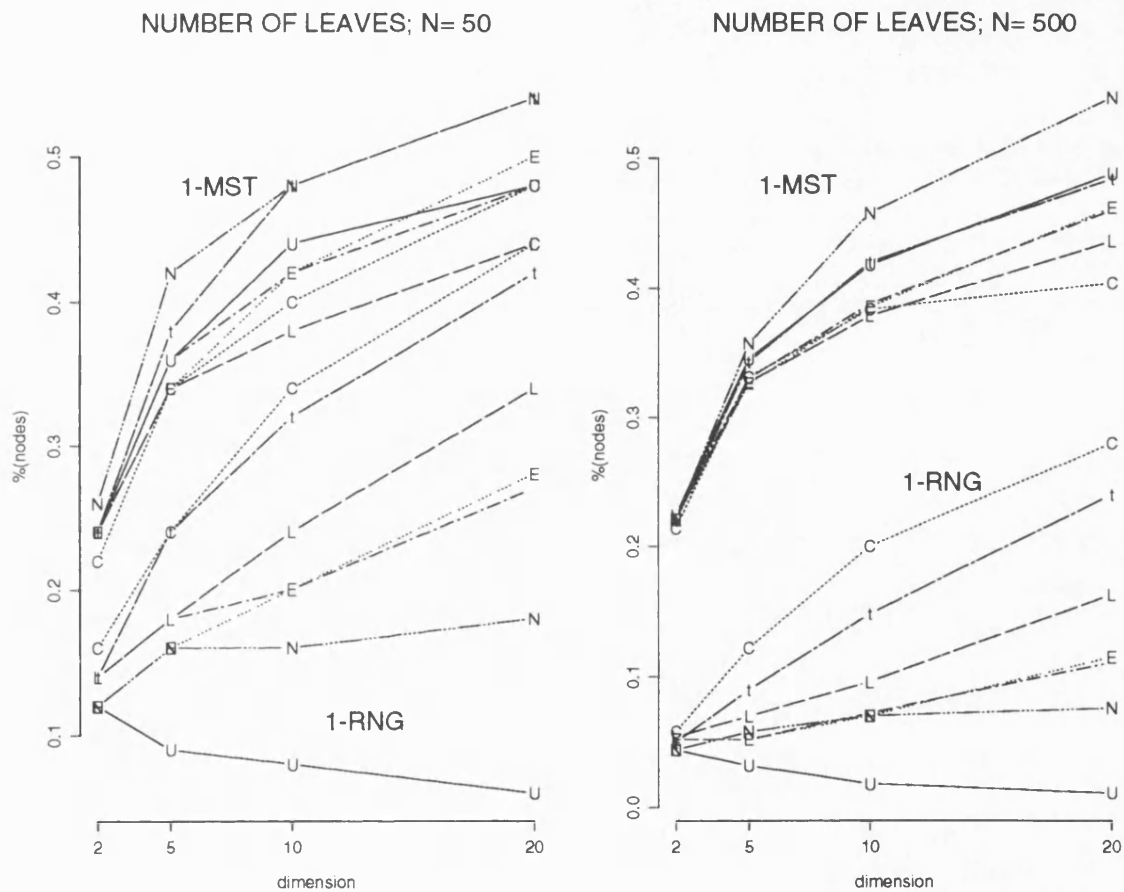 NUMBER OF LEAVES; N= 50
0.5
0.4
0.3
0.2
0.1
%(nodes)
1-MST
1-RNG
N
N
N
E
U
U
E
C
C
t
L
C
t
L
E
N
U
2
5
10
20
dimension
NUMBER OF LEAVES; N= 500
0.5
0.4
0.3
0.2
0.1
0.0
%(nodes)
1-MST
1-RNG
N
N
N
U
t
E
L
C
C
t
L
E
N
U
2
5
10
20
dimension